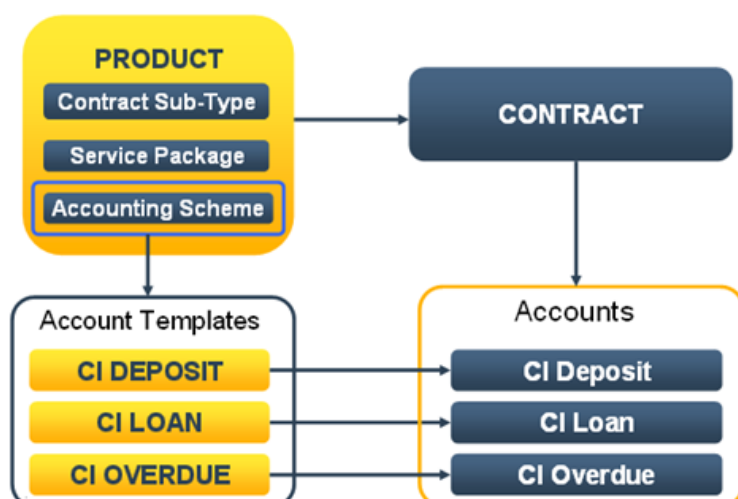 PRODUCT
Contract Sub-Type
Service Package
Accounting Scheme
CONTRACT
Account Templates
CI DEPOSIT
CI LOAN
CI OVERDUE
Accounts
CI Deposit
CI Loan
CI Overdue